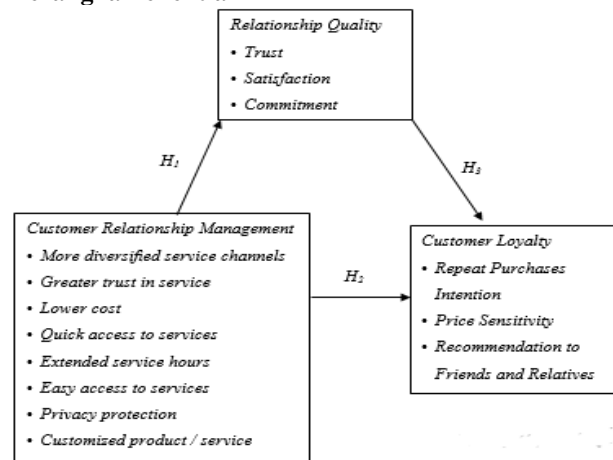 Relationship Quality
• Trust
• Satisfaction
• Commitment
H1
H3
Customer Relationship Management
• More diversified service channels
• Greater trust in service
• Lower cost
• Quick access to services
• Extended service hours
• Easy access to services
• Privacy protection
• Customised product / service
H2
Customer Loyalty
• Repeat Purchases
Intention
• Price Sensitivity
• Recommendation to
Friends and Relatives